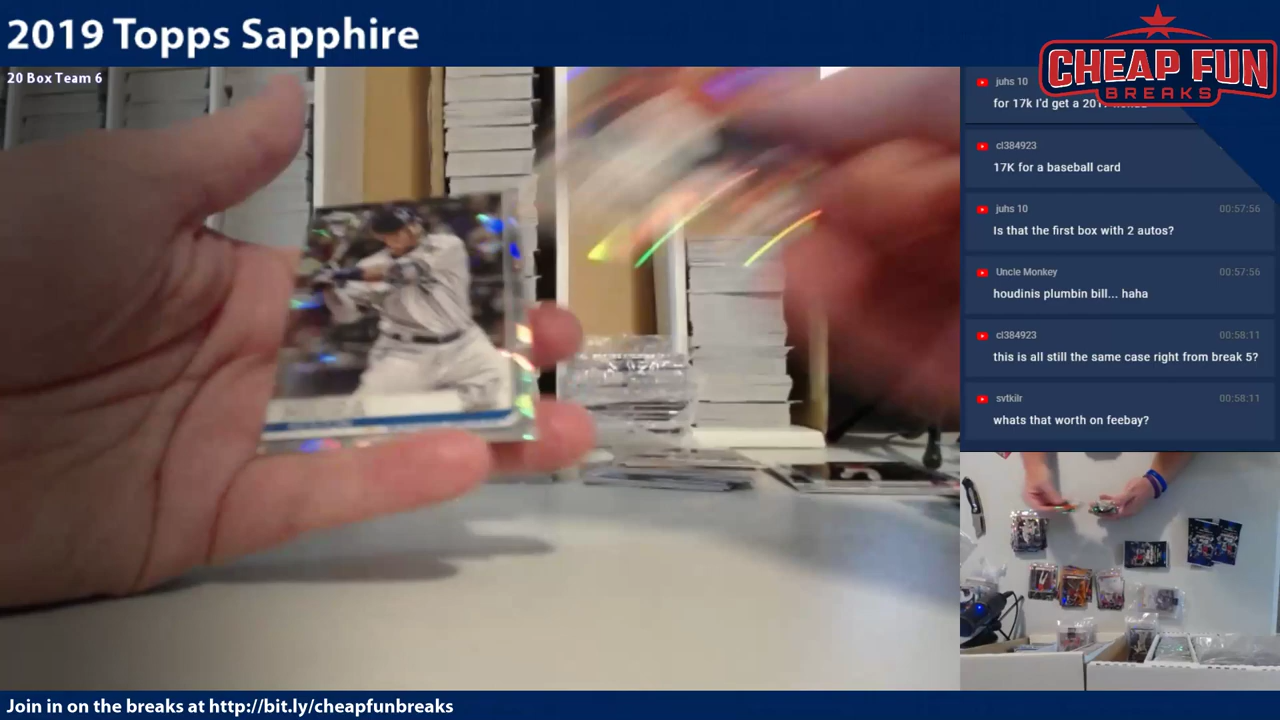 2019 Topps Sapphire
20 Box Team 6
CHEAP FUN
BREAKS
juhs 10
for 17k I'd get a
cl384923
17K for a baseball card
juhs 10 00:57:56
Is that the first box with 2 autos?
Uncle Monkey 00:57:56
houdinis plumbin bill... haha
cl384923 00:58:11
this is all still the same case right from break 5?
svtkilr 00:58:11
whats that worth on feebay?
Join in on the breaks at http://bit.ly/cheapfunbreaks